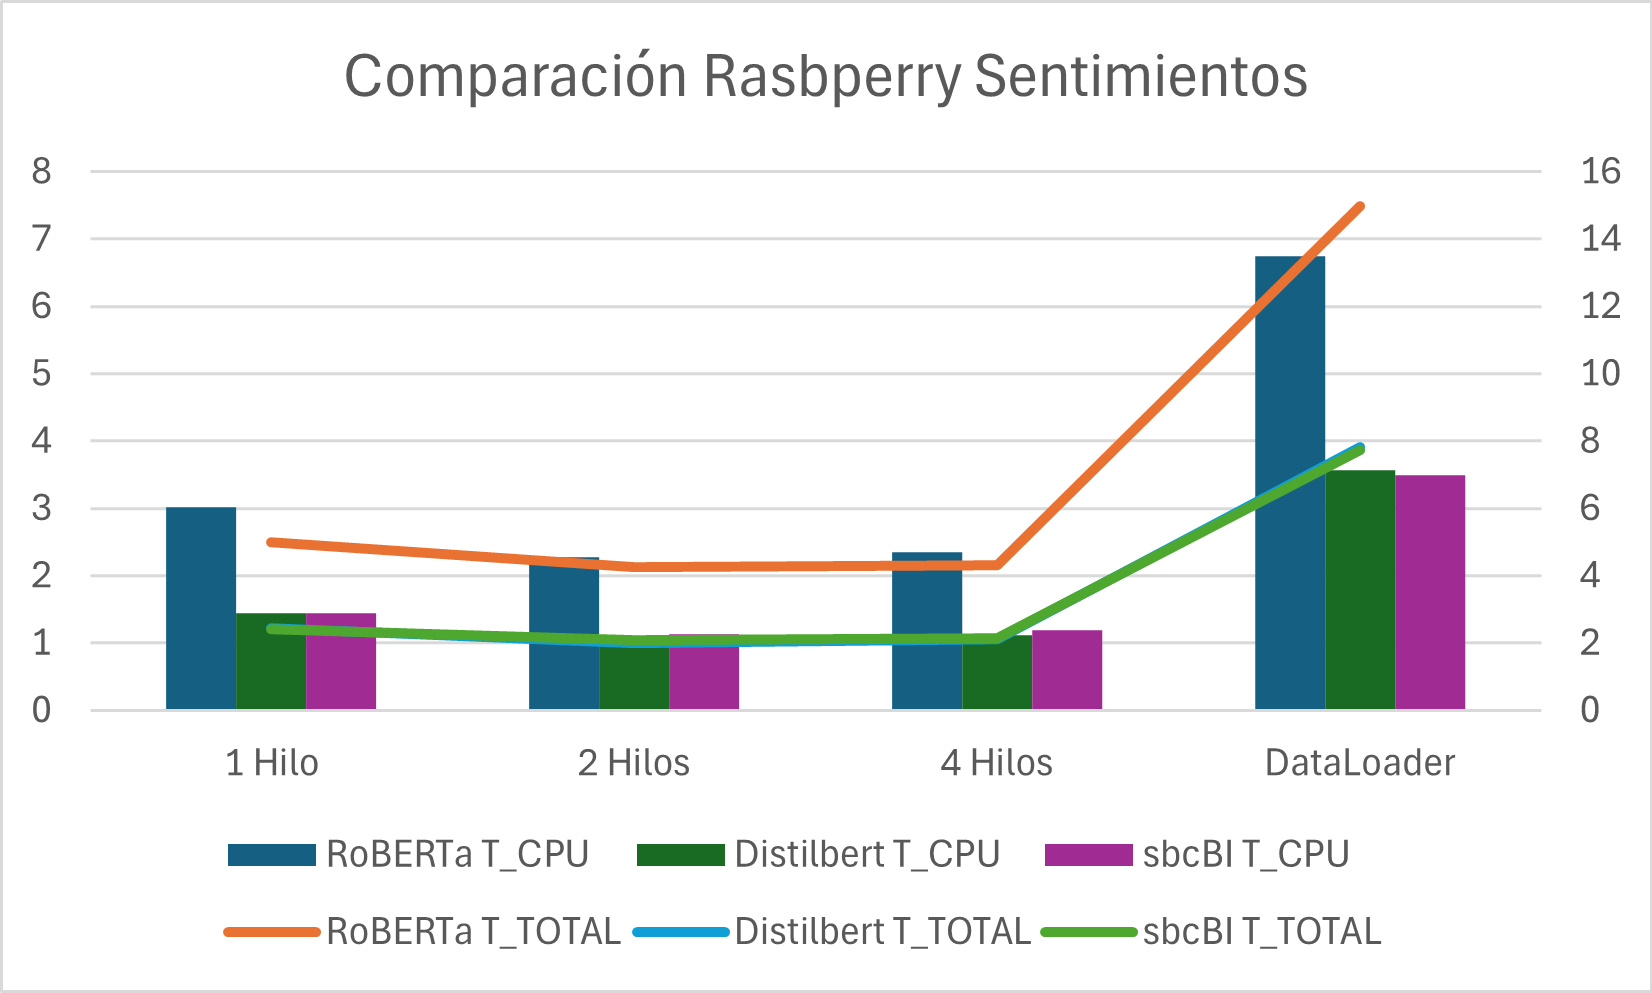 Comparación Rasbperry Sentimientos
8 16
7 14
6 12
5 10
4 8
3 6
2 4
1 2
0 0
1 Hilo 2 Hilos 4 Hilos DataLoader
RoBERTa T_CPU Distilbert T_CPU sbcBI T_CPU
RoBERTa T_TOTAL Distilbert T_TOTAL sbcBI T_TOTAL